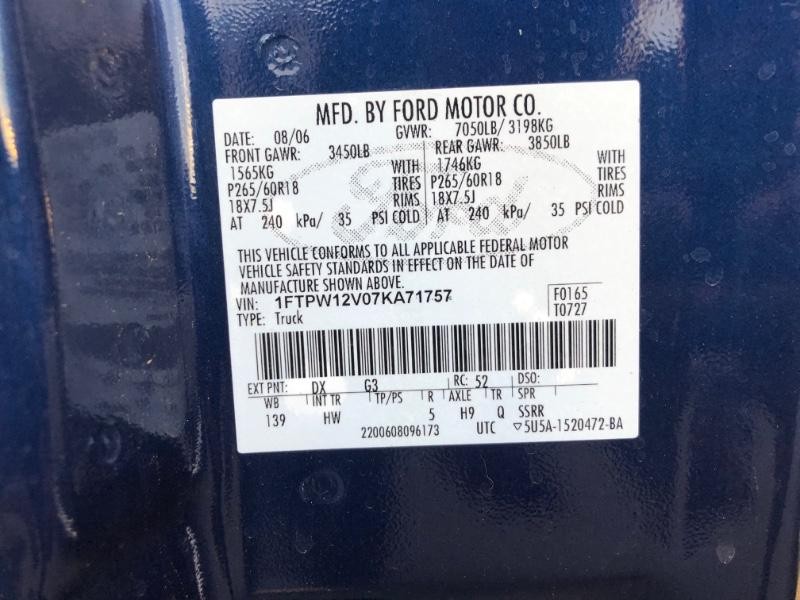 MFD. BY FORD MOTOR CO.
DATE: 08/06 GVWR: 7050LB/ 3198KG
FRONT GAWR: 3450LB REAR GAWR: 3850LB
1565KG WITH 1746KG WITH
P265/60R18 TIRES P265/60R18 TIRES
18X7.5J RIMS 18X7.5J RIMS
AT 240 kPa/ 35 PSI COLD AT 240 kPa/ 35 PSI COLD
Ford
THIS VEHICLE CONFORMS TO ALL APPLICABLE FEDERAL MOTOR
VEHICLE SAFETY STANDARDS IN EFFECT ON THE DATE OF
MANUFACTURE SHOWN ABOVE.
VIN: 1FTPW12V07KA71757 F0165
TYPE: Truck T0727
EXT PNT: DX G3 RC: 52 DSO:
WB INT TR TP/PS R AXLE TR SPR
139 HW 5 H9 Q SSRR
2200608096173 UTC ▽5U5A-1520472-BA